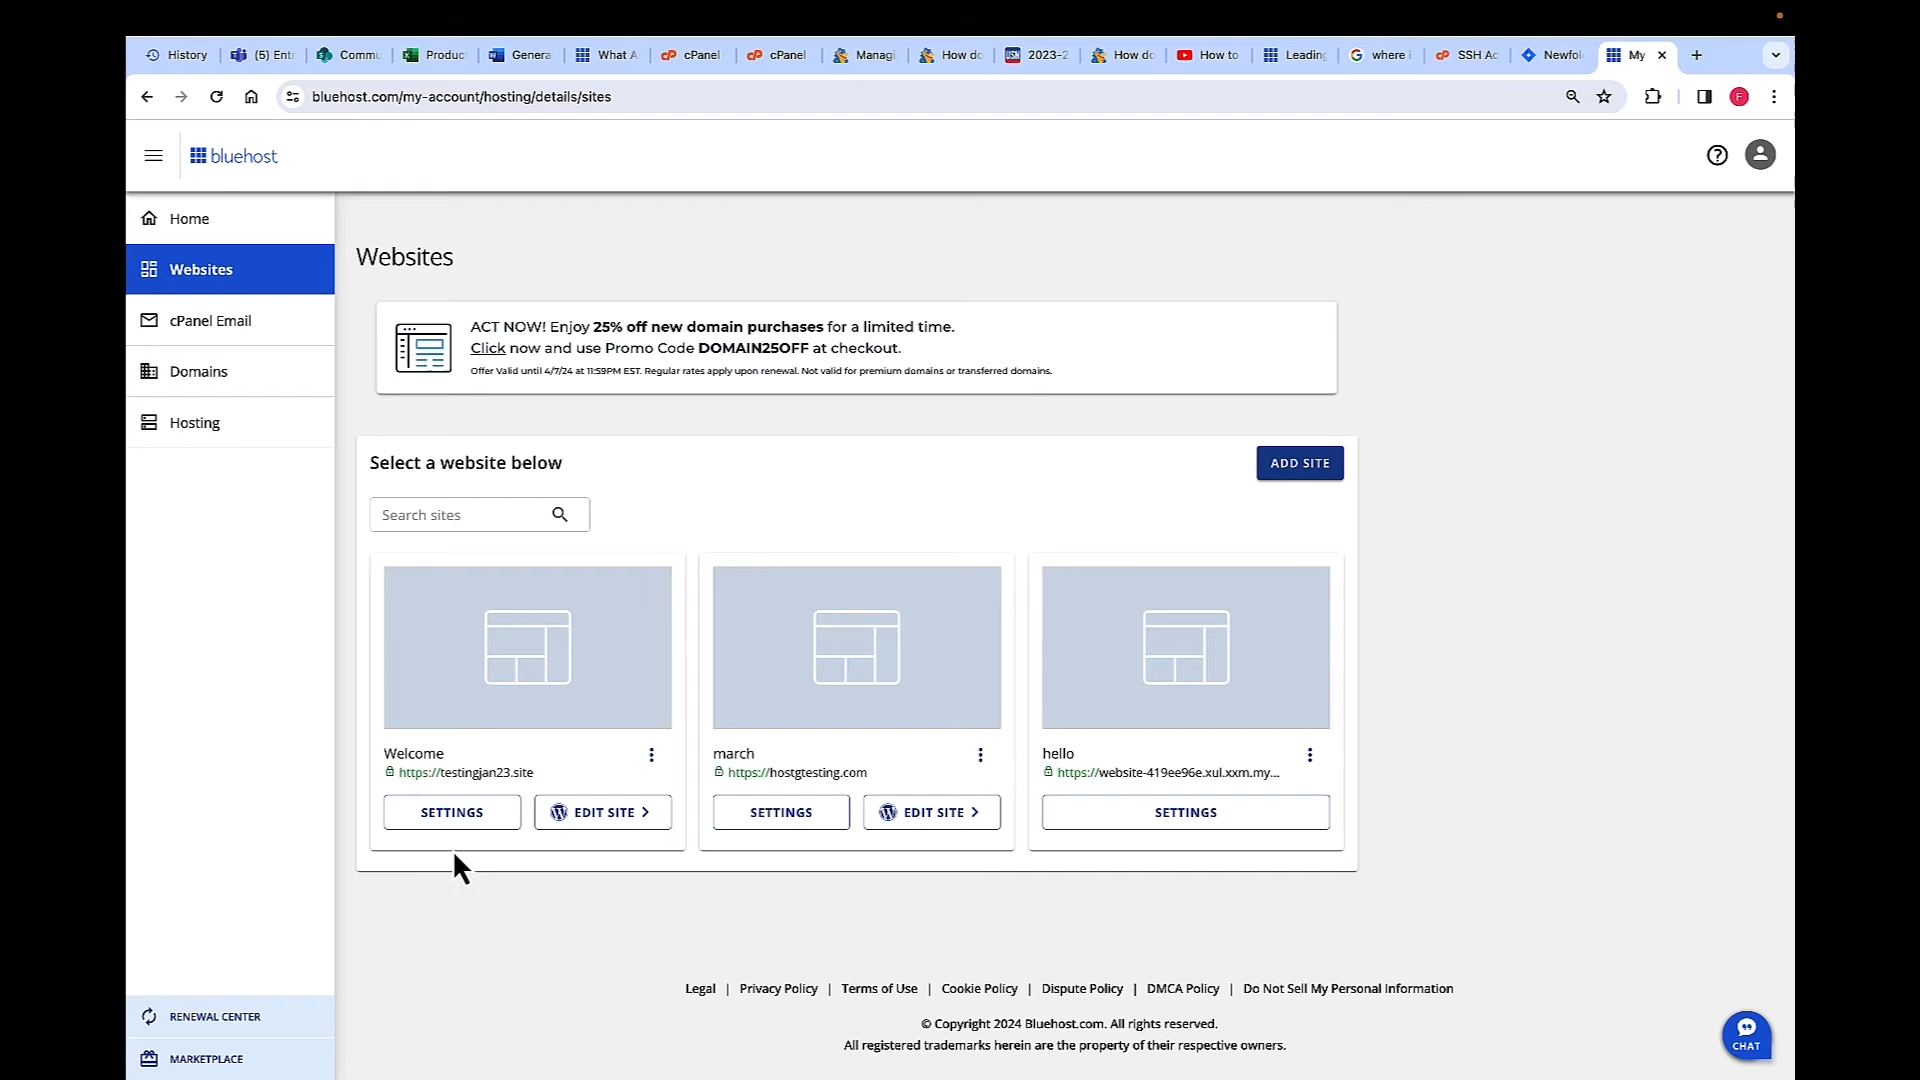 History
(5) Ent
Commu
Produc
Genera
What A
cPanel
cPanel
Managi
How do
USN
2023-2
How do
How to
Leading
where i
SSH Ac
Newfol
My
bluehost.com/my-account/hosting/details/sites
F
bluehost
Home
Websites
cPanel Email
Domains
Hosting
RENEWAL CENTER
MARKETPLACE
Websites
ACT NOW! Enjoy 25% off new domain purchases for a limited time.
Click now and use Promo Code DOMAIN25OFF at checkout.
Offer Valid until 4/7/24 at 11:59PM EST. Regular rates apply upon renewal. Not valid for premium domains or transferred domains.
Select a website below
ADD SITE
Search sites
Welcome
https://testingjan23.site
SETTINGS
EDIT SITE
march
https://hostgtesting.com
SETTINGS
EDIT SITE
hello
https://website-419ee96e.xul.xxm.my...
SETTINGS
Legal | Privacy Policy | Terms of Use | Cookie Policy | Dispute Policy | DMCA Policy | Do Not Sell My Personal Information
© Copyright 2024 Bluehost.com. All rights reserved.
All registered trademarks herein are the property of their respective owners.
CHAT